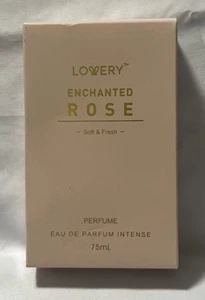 LOVERY™
ENCHANTED
ROSE
– Soft & Fresh –
PERFUME
EAU DE PARFUM INTENSE
75mL